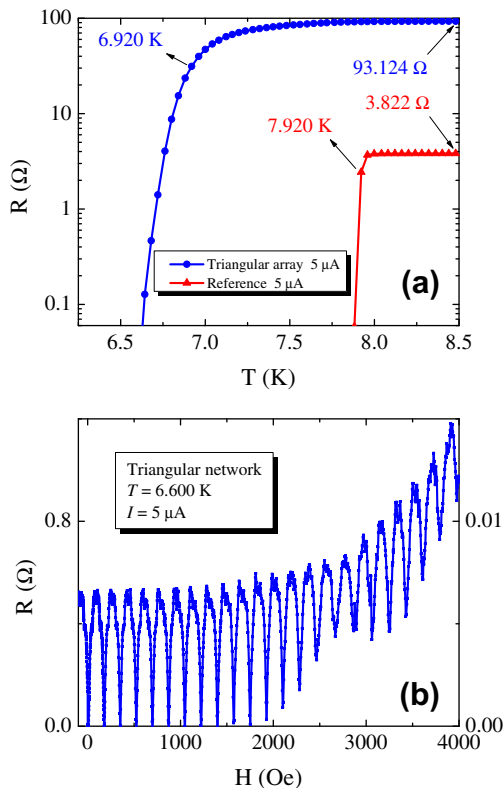 100
10
1
0.1
R (Ω)
6.920 K
93.124 Ω
3.822 Ω
7.920 K
Triangular array 5 μA
Reference 5 μA
(a)
6.5 7.0 7.5 8.0 8.5
T (K)
Triangular network
T = 6.600 K
I = 5 μA
0.8
0.0
R (Ω)
0.01
0.00
(b)
0 1000 2000 3000 4000
H (Oe)